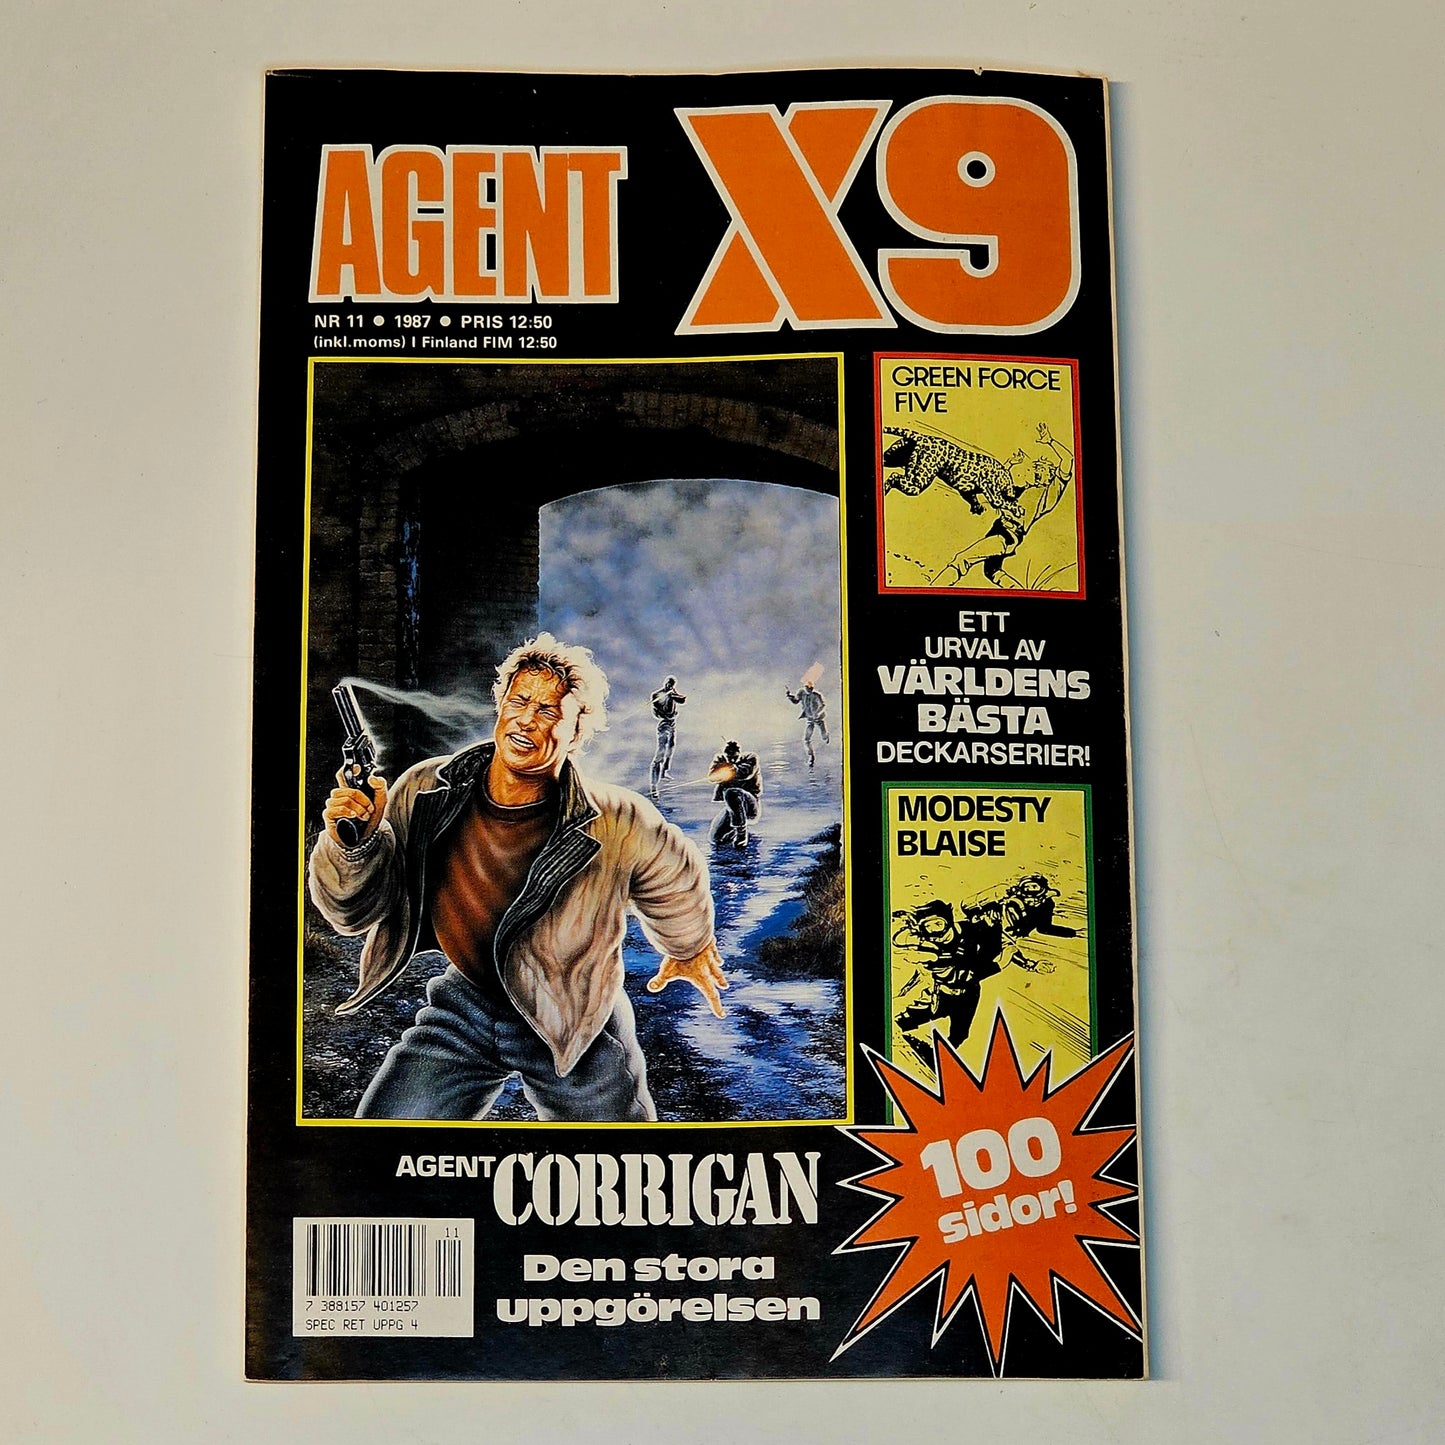 AGENT X9
NR 11 ● 1987 ● PRIS 12:50
(inkl.moms) I Finland FIM 12:50
GREEN FORCE
FIVE
ETT
URVAL AV
VÄRLDENS
BÄSTA
DECKARSERIER!
MODESTY
BLAISE
100
sidor!
AGENT CORRIGAN
Den stora
uppgörelsen
11
7 388157 401257
SPEC RET UPPG 4